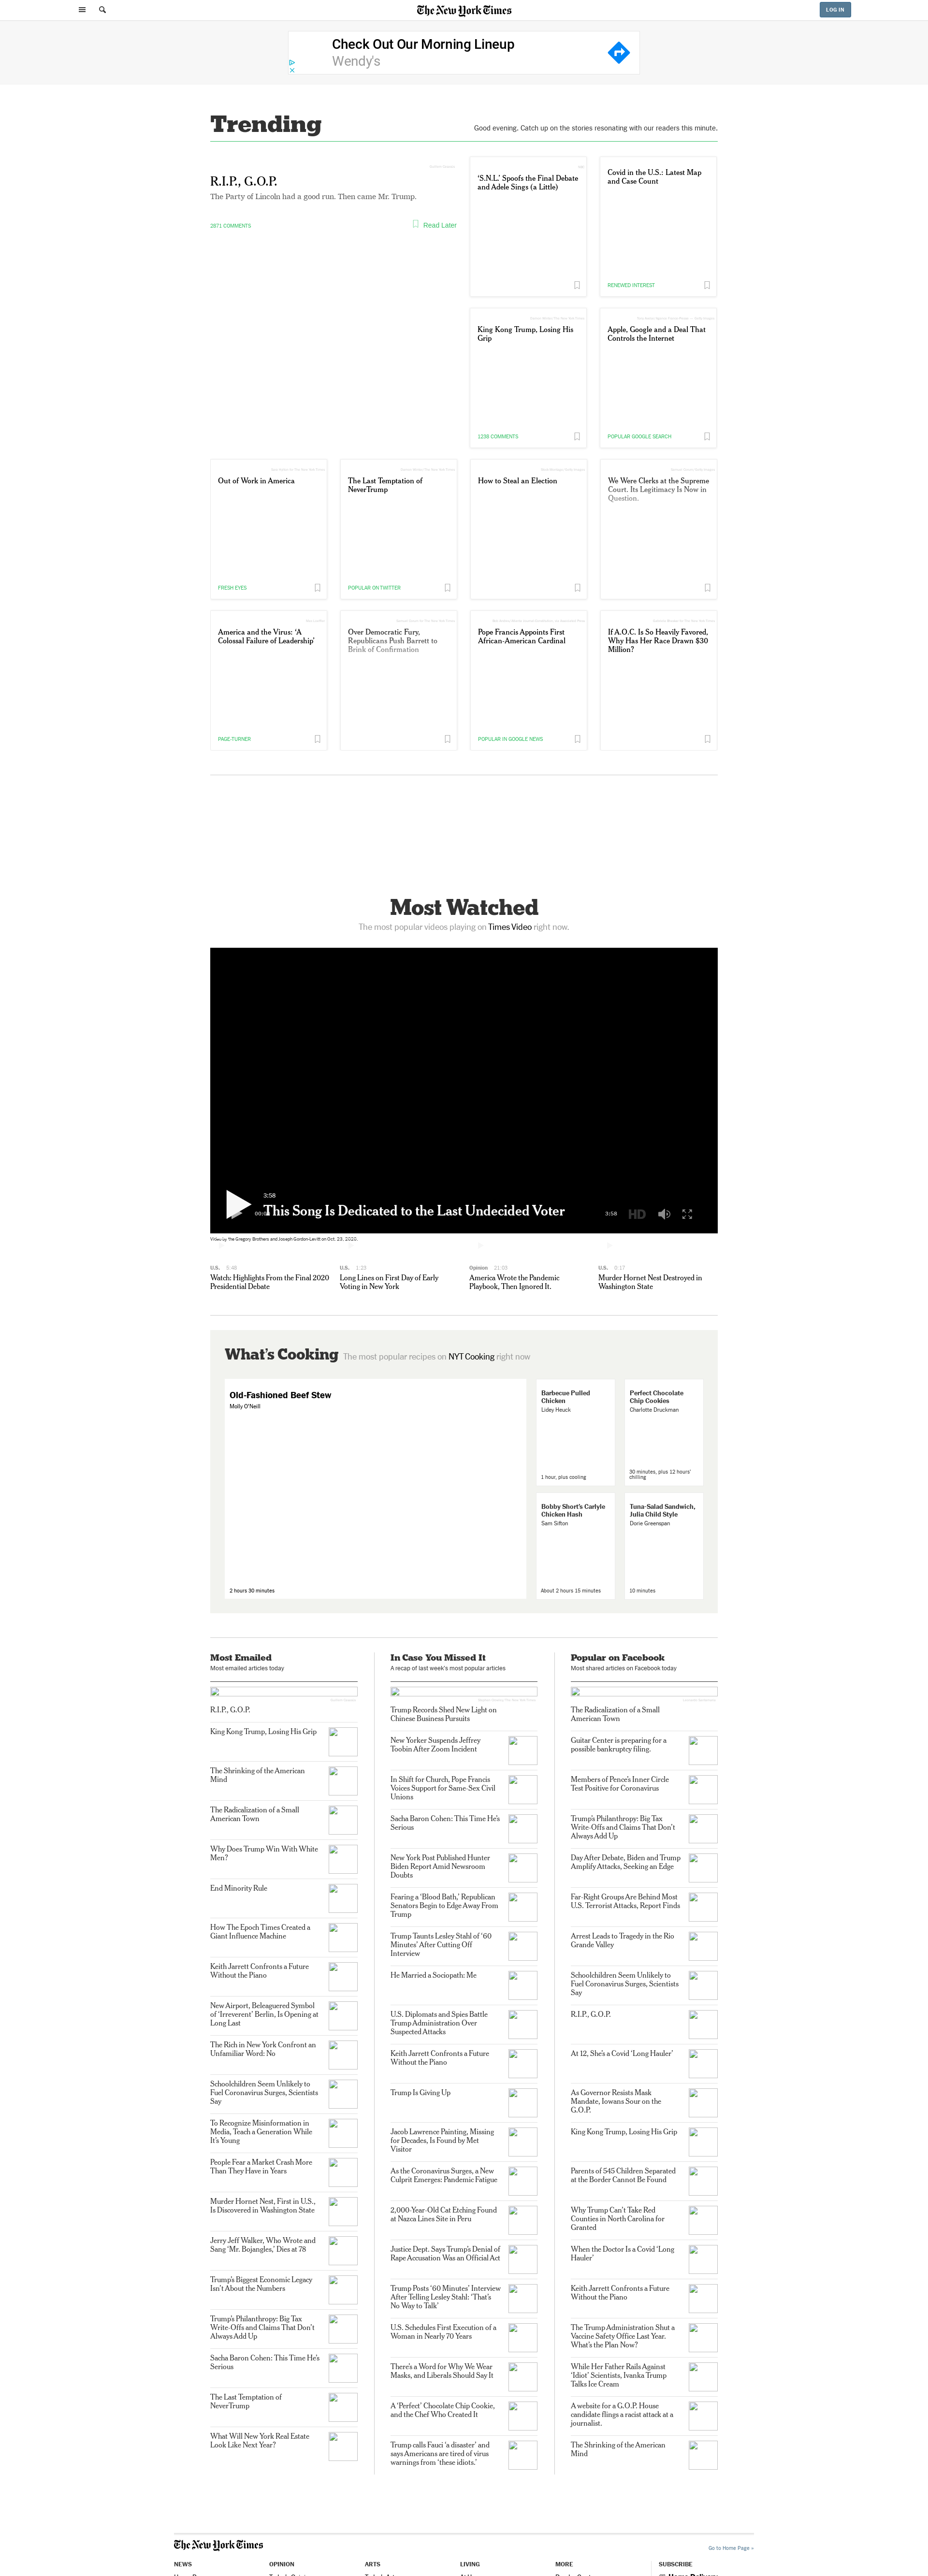 The New York Times
LOG IN
Check Out Our Morning Lineup
Wendy's
Trending
Good evening. Catch up on the stories resonating with our readers this minute.
R.I.P., G.O.P.
The Party of Lincoln had a good run. Then came Mr. Trump.
2871 COMMENTS
Read Later
‘S.N.L.’ Spoofs the Final Debate
and Adele Sings (a Little)
Covid in the U.S.: Latest Map
and Case Count
RENEWED INTEREST
King Kong Trump, Losing His
Grip
1238 COMMENTS
Apple, Google and a Deal That
Controls the Internet
POPULAR GOOGLE SEARCH
Out of Work in America
FRESH EYES
The Last Temptation of
NeverTrump
POPULAR ON TWITTER
How to Steal an Election
We Were Clerks at the Supreme
Court. Its Legitimacy Is Now in
Question.
America and the Virus: ‘A
Colossal Failure of Leadership’
PAGE-TURNER
Over Democratic Fury,
Republicans Push Barrett to
Brink of Confirmation
Pope Francis Appoints First
African-American Cardinal
POPULAR IN GOOGLE NEWS
If A.O.C. Is So Heavily Favored,
Why Has Her Race Drawn $30
Million?
Most Watched
The most popular videos playing on Times Video right now.
3:58
This Song Is Dedicated to the Last Undecided Voter
3:58
HD
Video by The Gregory Brothers and Joseph Gordon-Levitt on Oct. 23, 2020.
U.S. 5:48
Watch: Highlights From the Final 2020
Presidential Debate
U.S. 1:23
Long Lines on First Day of Early
Voting in New York
Opinion 21:09
America Wrote the Pandemic
Playbook, Then Ignored It.
U.S. 0:17
Murder Hornet Nest Destroyed in
Washington State
What’s Cooking
The most popular recipes on NYT Cooking right now
Old-Fashioned Beef Stew
Molly O'Neill
2 hours 30 minutes
Barbecue Pulled
Chicken
Lidey Heuck
1 hour, plus cooling
Perfect Chocolate
Chip Cookies
Charlotte Druckman
30 minutes, plus 12 hours'
chilling
Bobby Short's Carlyle
Chicken Hash
Sam Sifton
About 2 hours 15 minutes
Tuna-Salad Sandwich,
Julia Child Style
Dorie Greenspan
10 minutes
Most Emailed
Most emailed articles today
R.I.P., G.O.P.
King Kong Trump, Losing His Grip
The Shrinking of the American
Mind
The Radicalization of a Small
American Town
Why Does Trump Win With White
Men?
End Minority Rule
How The Epoch Times Created a
Giant Influence Machine
Keith Jarrett Confronts a Future
Without the Piano
New Airport, Beleaguered Symbol
of ‘Irreverent’ Berlin, Is Opening at
Long Last
The Rich in New York Confront an
Unfamiliar Word: No
Schoolchildren Seem Unlikely to
Fuel Coronavirus Surges, Scientists
Say
To Recognize Misinformation in
Media, Teach a Generation While
It’s Young
People Fear a Market Crash More
Than They Have in Years
Murder Hornet Nest, First in U.S.,
Is Discovered in Washington State
Jerry Jeff Walker, Who Wrote and
Sang ‘Mr. Bojangles,’ Dies at 78
Trump’s Biggest Economic Legacy
Isn’t About the Numbers
Trump’s Philanthropy: Big Tax
Write-Offs and Claims That Don’t
Always Add Up
Sacha Baron Cohen: This Time He’s
Serious
The Last Temptation of
NeverTrump
What Will New York Real Estate
Look Like Next Year?
In Case You Missed It
A recap of last week's most popular articles
Trump Records Shed New Light on
Chinese Business Pursuits
New Yorker Suspends Jeffrey
Toobin After Zoom Incident
In Shift for Church, Pope Francis
Voices Support for Same-Sex Civil
Unions
Sacha Baron Cohen: This Time He’s
Serious
New York Post Published Hunter
Biden Report Amid Newsroom
Doubts
Fearing a ‘Blood Bath,’ Republican
Senators Begin to Edge Away From
Trump
Trump Taunts Lesley Stahl of ‘60
Minutes’ After Cutting Off
Interview
He Married a Sociopath: Me
U.S. Diplomats and Spies Battle
Trump Administration Over
Suspected Attacks
Keith Jarrett Confronts a Future
Without the Piano
Trump Is Giving Up
Jacob Lawrence Painting, Missing
for Decades, Is Found by Met
Visitor
As the Coronavirus Surges, a New
Culprit Emerges: Pandemic Fatigue
2,000-Year-Old Cat Etching Found
at Nazca Lines Site in Peru
Justice Dept. Says Trump’s Denial of
Rape Accusation Was an Official Act
Trump Posts ‘60 Minutes’ Interview
After Telling Lesley Stahl: ‘That’s
No Way to Talk’
U.S. Schedules First Execution of a
Woman in Nearly 70 Years
There’s a Word for Why We Wear
Masks, and Liberals Should Say It
A ‘Perfect’ Chocolate Chip Cookie,
and the Chef Who Created It
Trump calls Fauci ‘a disaster’ and
says Americans are tired of virus
warnings from ‘these idiots.’
Popular on Facebook
Most shared articles on Facebook today
The Radicalization of a Small
American Town
Guitar Center is preparing for a
possible bankruptcy filing.
Members of Pence’s Inner Circle
Test Positive for Coronavirus
Trump’s Philanthropy: Big Tax
Write-Offs and Claims That Don’t
Always Add Up
Day After Debate, Biden and Trump
Amplify Attacks, Seeking an Edge
Far-Right Groups Are Behind Most
U.S. Terrorist Attacks, Report Finds
Arrest Leads to Tragedy in the Rio
Grande Valley
Schoolchildren Seem Unlikely to
Fuel Coronavirus Surges, Scientists
Say
R.I.P., G.O.P.
At 12, She’s a Covid ‘Long Hauler’
As Governor Resists Mask
Mandate, Iowans Sour on the
G.O.P.
King Kong Trump, Losing His Grip
Parents of 545 Children Separated
at the Border Cannot Be Found
Why Trump Can’t Take Red
Counties in North Carolina for
Granted
When the Doctor Is a Covid ‘Long
Hauler’
Keith Jarrett Confronts a Future
Without the Piano
The Trump Administration Shut a
Vaccine Safety Office Last Year.
What’s the Plan Now?
While Her Father Rails Against
‘Idiot’ Scientists, Ivanka Trump
Talks Ice Cream
A website for a G.O.P. House
candidate flings a racist attack at a
journalist.
The Shrinking of the American
Mind
The New York Times
Go to Home Page »
NEWS
OPINION
ARTS
LIVING
MORE
SUBSCRIBE